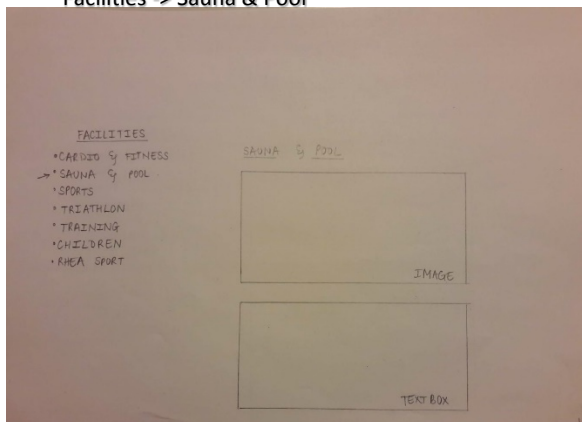 Facilities -> Sauna & Pool
FACILITIES
• CARDIO & FITNESS
→ • SAUNA & POOL
• SPORTS
• TRIATHLON
• TRAINING
• CHILDREN
• RHEA SPORT
SAUNA & POOL
IMAGE
TEXT BOX